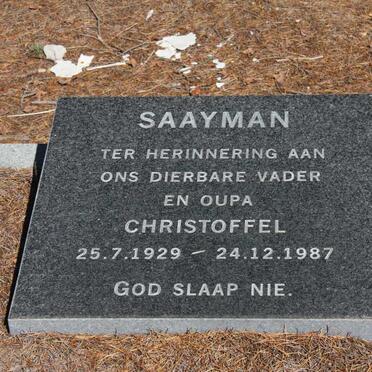 SAAYMAN
TER HERINNERING AAN
ONS DIERBARE VADER
EN OUPA
CHRISTOFFEL
25.7.1929 – 24.12.1987
GOD SLAAP NIE.